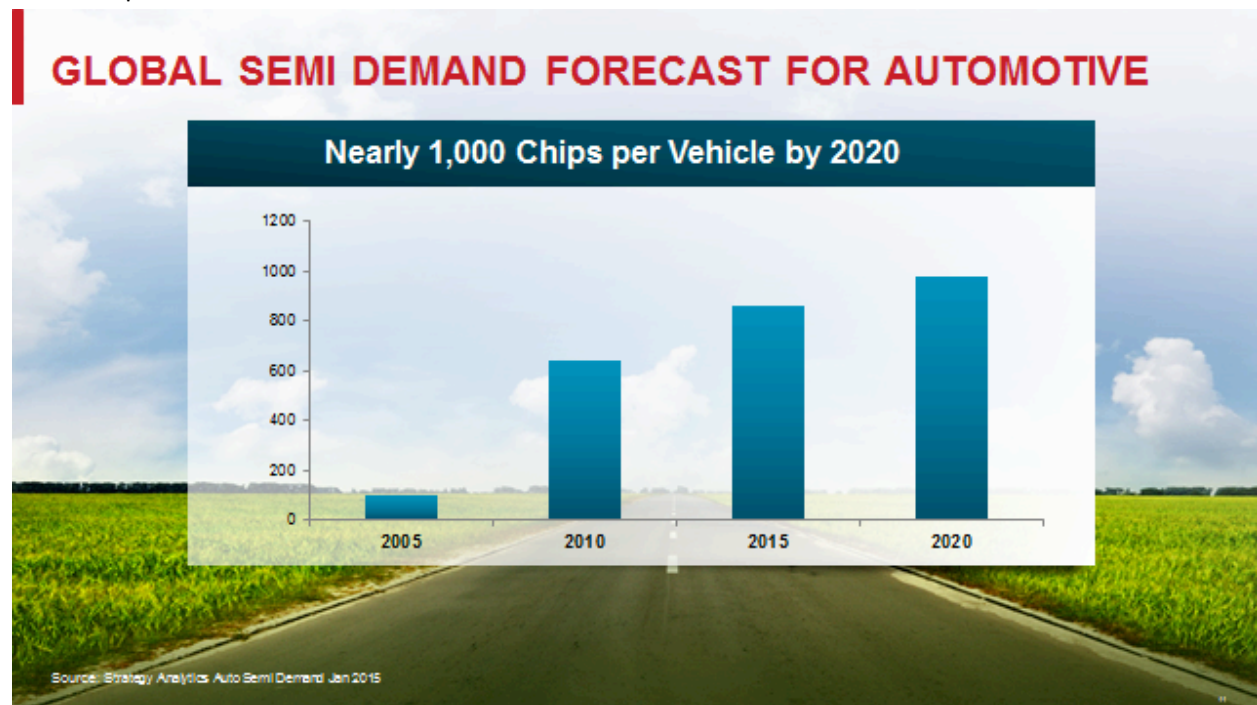 GLOBAL SEMI DEMAND FORECAST FOR AUTOMOTIVE
Nearly 1,000 Chips per Vehicle by 2020
1200
1000
800
600
400
200
0
2005 2010 2015 2020
Source: Strategy Analytics Auto Semi Demand Jan 2015